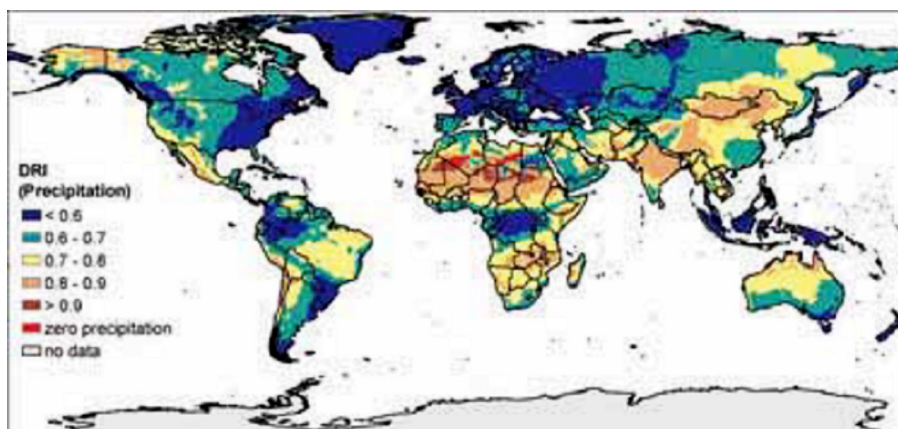 DRI
(Precipitation)
< 0.6
0.6 - 0.7
0.7 - 0.8
0.8 - 0.9
> 0.9
zero precipitation
no data